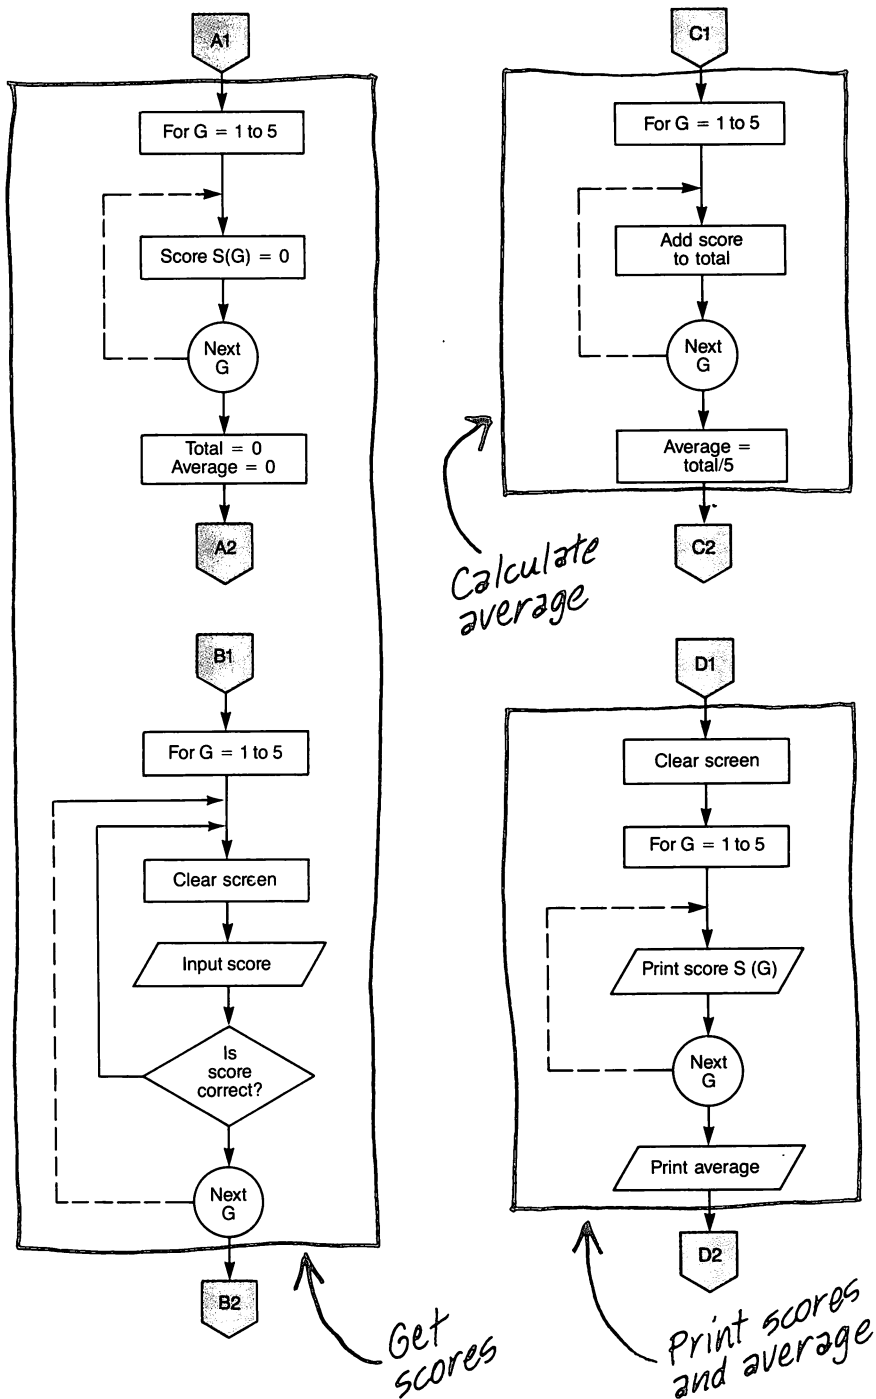 A1
For G = 1 to 5
Score S(G) = 0
Next
G
Total = 0
Average = 0
A2
B1
For G = 1 to 5
Clear screen
Input score
Is
score
correct?
Next
G
B2
Get
scores
C1
For G = 1 to 5
Add score
to total
Next
G
Average =
total/5
C2
Calculate
average
D1
Clear screen
For G = 1 to 5
Print score S (G)
Next
G
Print average
D2
Print scores
and average